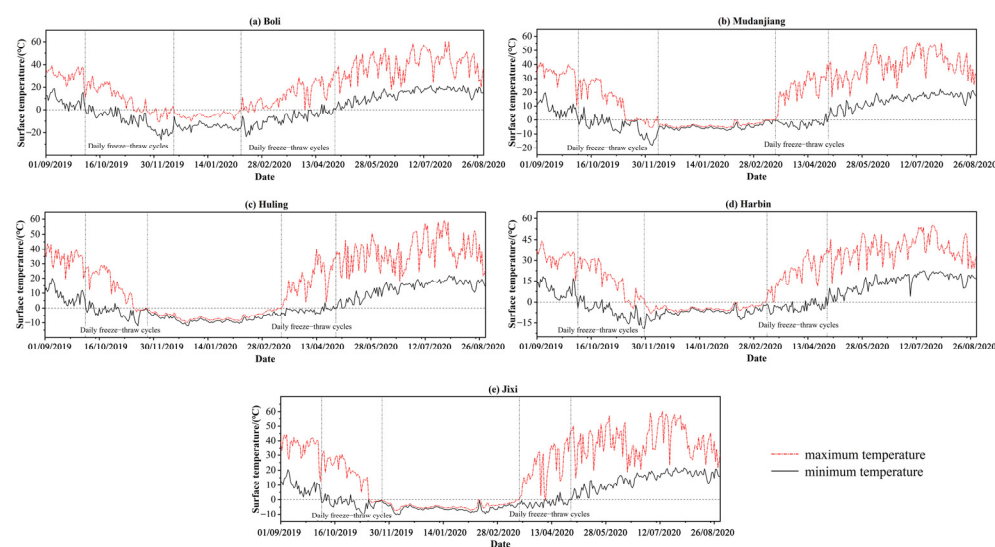 (a) Boli
Surface temperature/(°C)
60
40
20
0
−20
Daily freeze−thraw cycles
Daily freeze−thraw cycles
01/09/2019 16/10/2019 30/11/2019 14/01/2020 28/02/2020 13/04/2020 28/05/2020 12/07/2020 26/08/2020
Date
(b) Mudanjiang
Surface temperature/(°C)
60
50
40
30
20
10
0
−10
−20
Daily freeze−thraw cycles
Daily freeze−thraw cycles
01/09/2019 16/10/2019 30/11/2019 14/01/2020 28/02/2020 13/04/2020 28/05/2020 12/07/2020 26/08/2020
Date
(c) Huling
Surface temperature/(°C)
60
50
40
30
20
10
0
−10
Daily freeze−thraw cycles
Daily freeze−thraw cycles
01/09/2019 16/10/2019 30/11/2019 14/01/2020 28/02/2020 13/04/2020 28/05/2020 12/07/2020 26/08/2020
Date
(d) Harbin
Surface temperature/(°C)
60
45
30
15
0
−15
Daily freeze−thraw cycles
Daily freeze−thraw cycles
01/09/2019 16/10/2019 30/11/2019 14/01/2020 28/02/2020 13/04/2020 28/05/2020 12/07/2020 26/08/2020
Date
(e) Jixi
Surface temperature/(°C)
60
50
40
30
20
10
0
−10
Daily freeze−thraw cycles
Daily freeze−thraw cycles
01/09/2019 16/10/2019 30/11/2019 14/01/2020 28/02/2020 13/04/2020 28/05/2020 12/07/2020 26/08/2020
Date
maximum temperature
minimum temperature